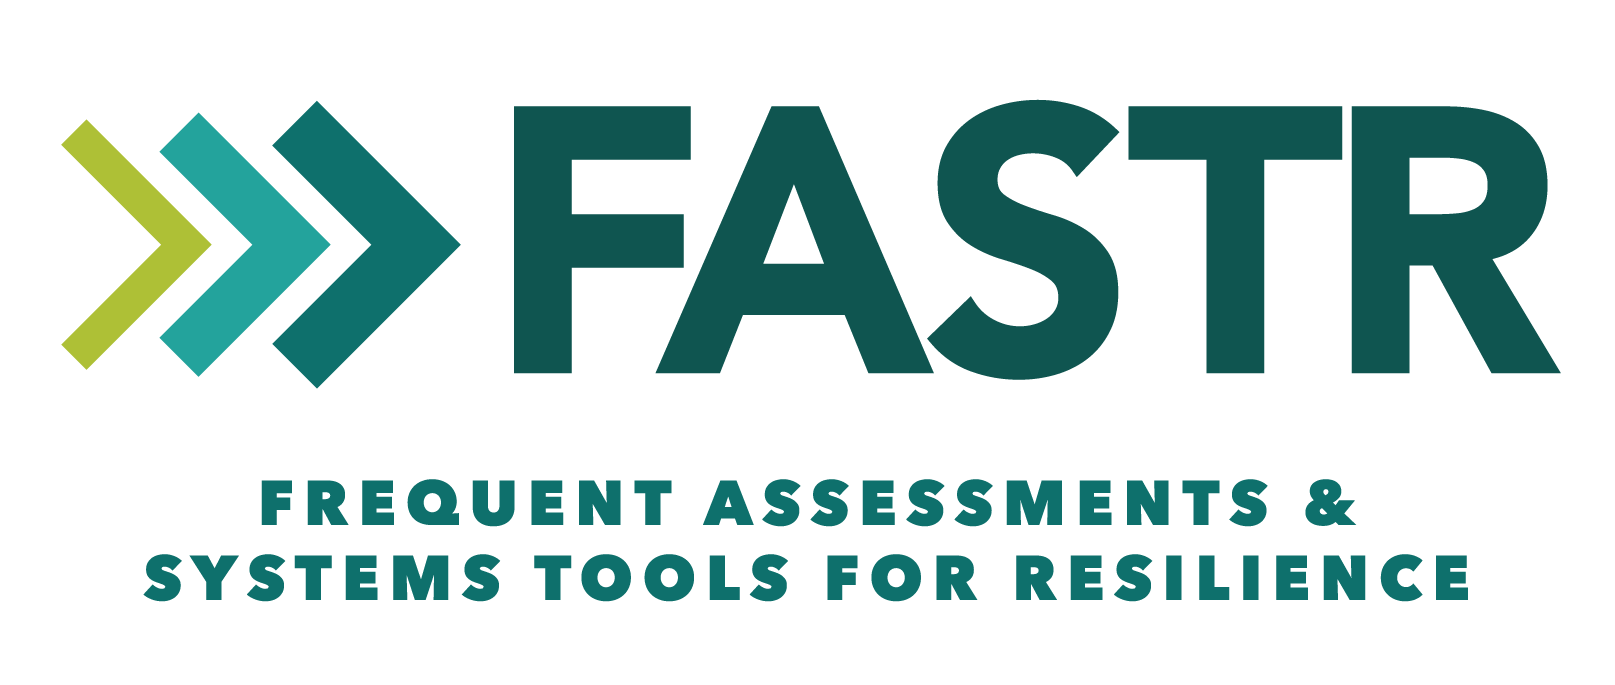 FASTR
FREQUENT ASSESSMENTS &
SYSTEMS TOOLS FOR RESILIENCE